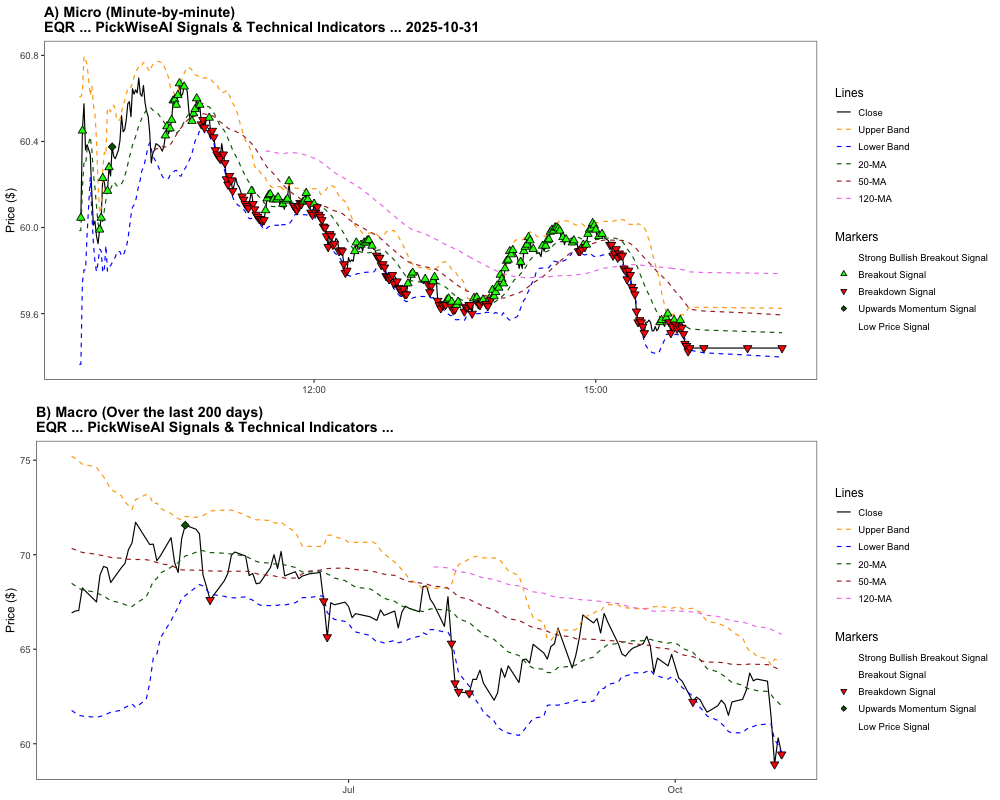 A) Micro (Minute-by-minute)
EQR ... PickWiseAI Signals & Technical Indicators ... 2025-10-31
Price ($)
60.8
60.4
60.0
59.6
12:00
15:00
Lines
Close
Upper Band
Lower Band
20-MA
50-MA
120-MA
Markers
Strong Bullish Breakout Signal
Breakout Signal
Breakdown Signal
Upwards Momentum Signal
Low Price Signal
B) Macro (Over the last 200 days)
EQR ... PickWiseAI Signals & Technical Indicators ...
Price ($)
75
70
65
60
Jul
Oct
Lines
Close
Upper Band
Lower Band
20-MA
50-MA
120-MA
Markers
Strong Bullish Breakout Signal
Breakout Signal
Breakdown Signal
Upwards Momentum Signal
Low Price Signal